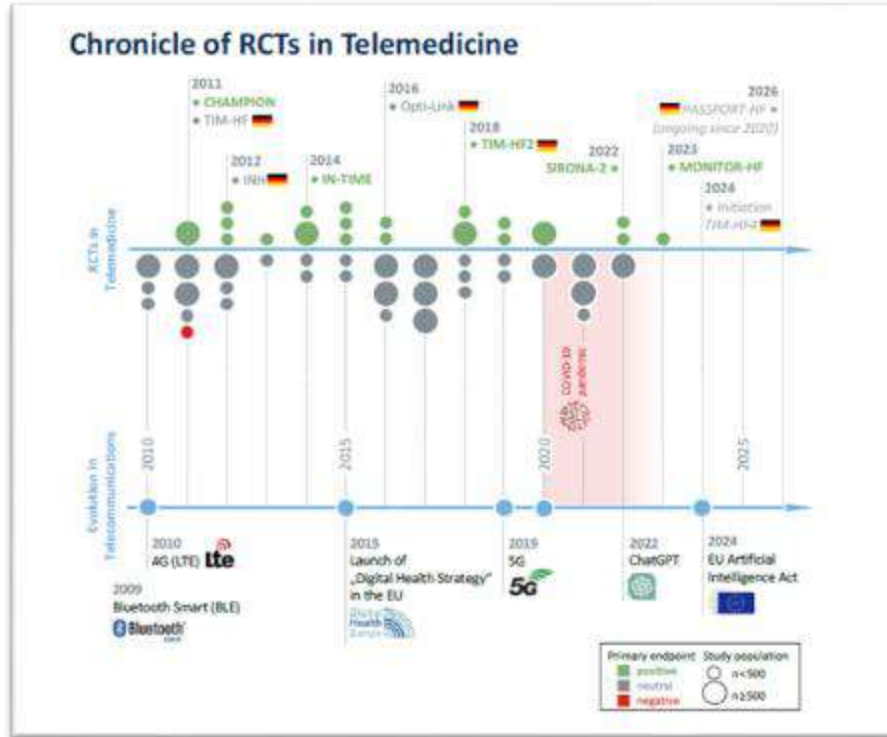 Chronicle of RCTs in Telemedicine
2011
• CHAMPION
• TIM-HF
2012
• INH
2014
• IN-TIME
2016
• Opti-Link
2018
• TIM-HF2
2022
SIRONA-2 •
2026
PASSPORT-HF •
(ongoing since 2020)
2023
• MONITOR-HF
2024
• Initiation
RCTs in
Telemedicine
COVID-19
pandemic
2010
2015
2020
2025
Evolution in
Telecommunications
2010
4G (LTE) lte
2009
Bluetooth Smart (BLE)
Bluetooth
2015
Launch of
„Digital Health Strategy"
in the EU
Digital
Health
Europe
2019
5G
5G
2022
ChatGPT
2024
EU Artificial
Intelligence Act
Primary endpoint
positive
neutral
negative
Study population
n<500
n≥500